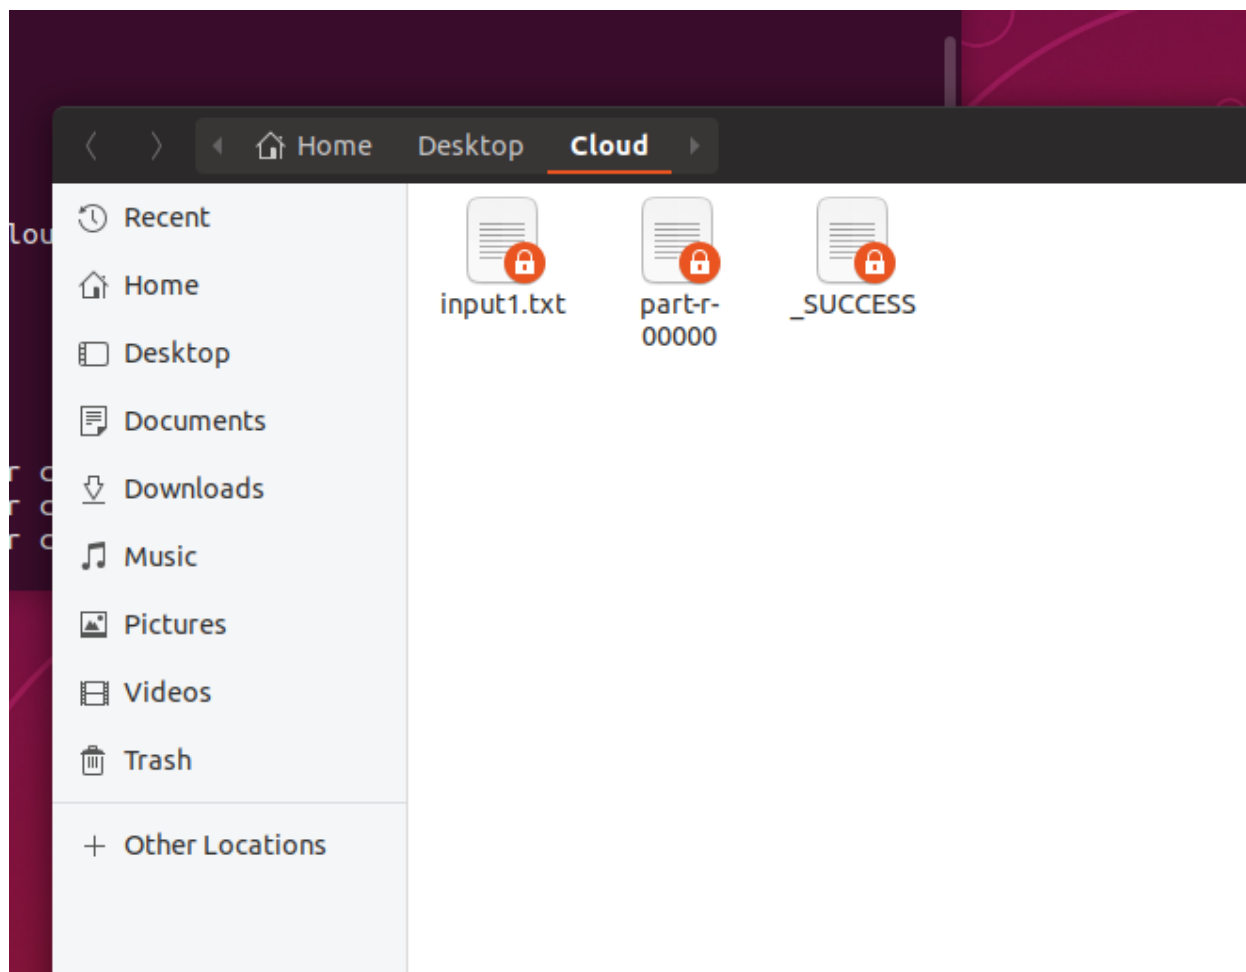 Home Desktop Cloud
Recent
Home
Desktop
Documents
Downloads
Music
Pictures
Videos
Trash
Other Locations
input1.txt
part-r-
00000
_SUCCESS
lou
r c
r c
r c